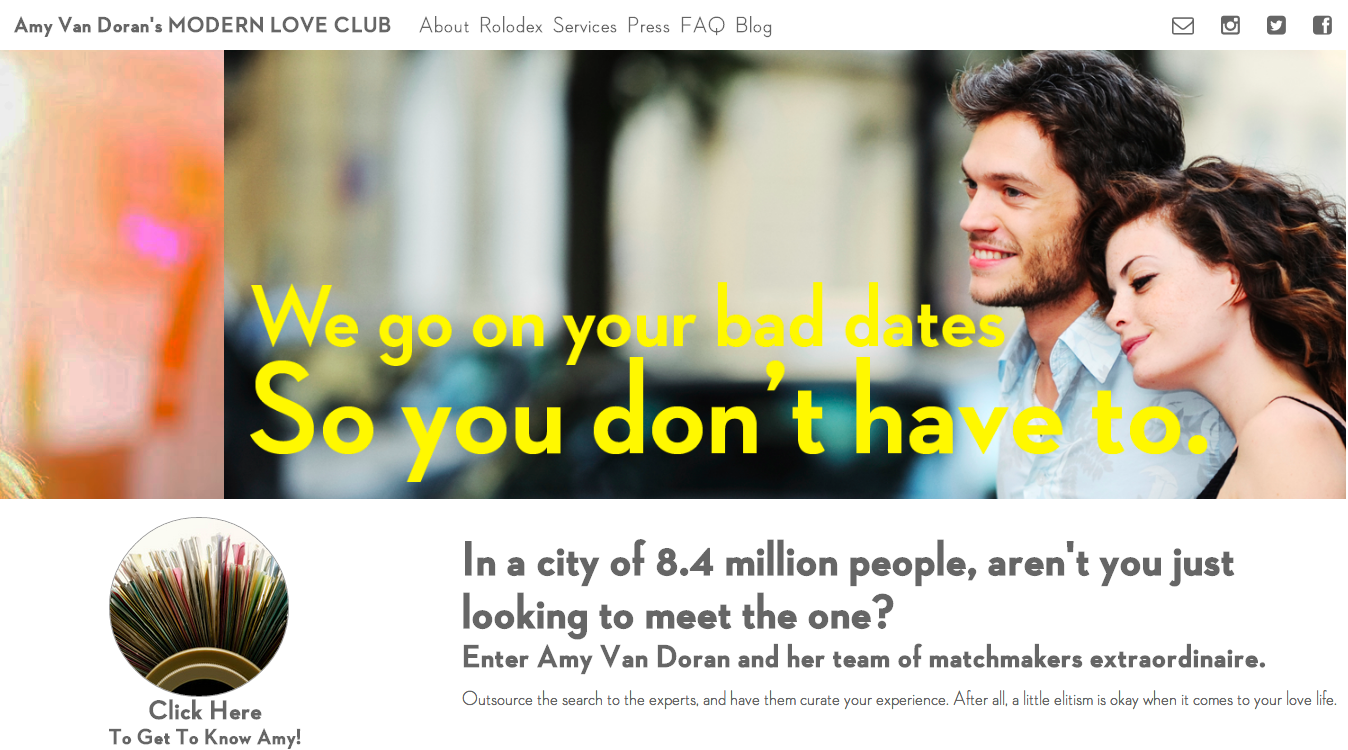 Amy Van Doran's MODERN LOVE CLUB About Rolodex Services Press FAQ Blog
We go on your bad dates
So you don't have to.
In a city of 8.4 million people, aren't you just
looking to meet the one?
Enter Amy Van Doran and her team of matchmakers extraordinaire.
Outsource the search to the experts, and have them curate your experience. After all, a little elitism is okay when it comes to your love life.
Click Here
To Get To Know Amy!